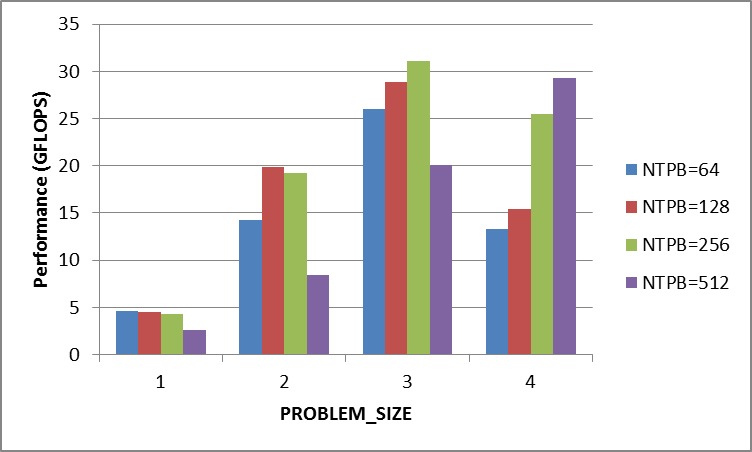 Performance (GFLOPS)
35
30
25
20
15
10
5
0
1 2 3 4
PROBLEM_SIZE
NTPB=64
NTPB=128
NTPB=256
NTPB=512